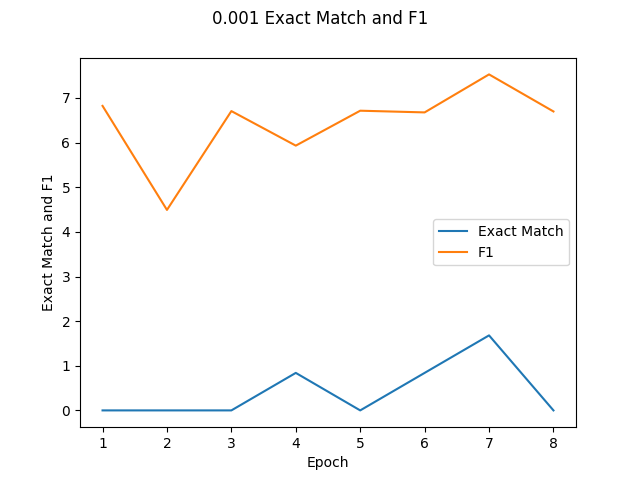 0.001 Exact Match and F1
Exact Match and F1
7
6
5
4
3
2
1
0
Exact Match
F1
1 2 3 4 5 6 7 8
Epoch